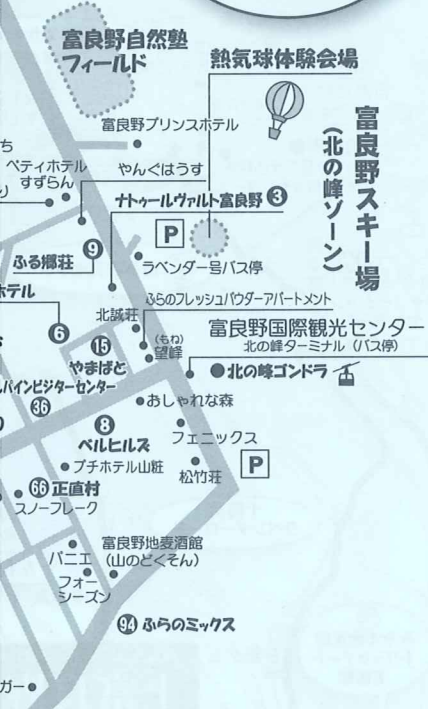 富良野自然塾
フィールド
熱気球体験会場
富良野プリンスホテル
富良野スキー場
(北の峰ゾーン)
ち
ペティホテル
すずらん
やんぐはうす
り
ナトゥールヴァルト富良野 3
P
9
ふる郷荘
ラベンダー号バス停
ホテル
ふらのフレッシュパウダーアパートメント
北誠荘
6
15
やまばと
(もね)
望峰
富良野国際観光センター
北の峰ターミナル(バス停)
北の峰ゴンドラ
パインビジターセンター
36
おしゃれな森
8
ベルヒルズ
フェニックス
プチホテル山粧
松竹荘
P
66 正直村
スノーフレーク
バニエ
富良野地麦酒館
(山のどくそん)
フォー
シーズン
94 ふらのミックス
ガー